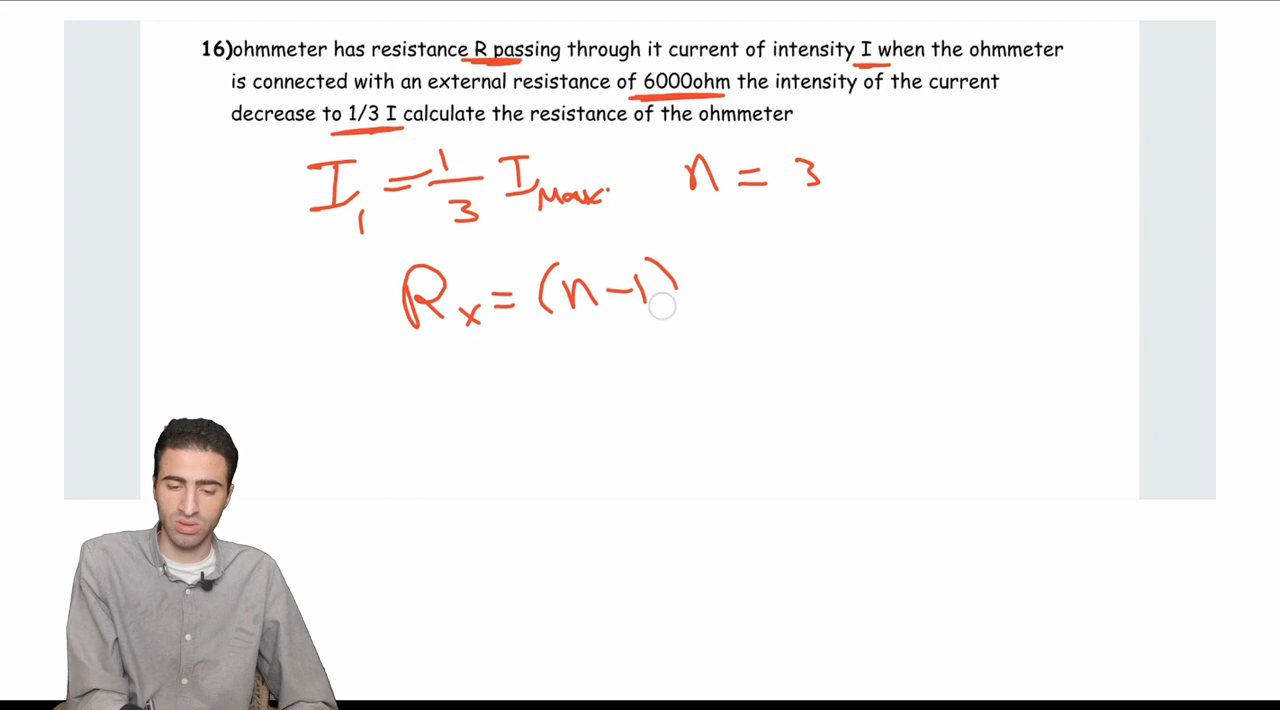 16)ohmmeter has resistance R passing through it current of intensity I when the ohmmeter
is connected with an external resistance of 6000ohm the intensity of the current
decrease to 1/3 I calculate the resistance of the ohmmeter
I₁ = 1/3 I Max. n = 3
Rx = (n-1)